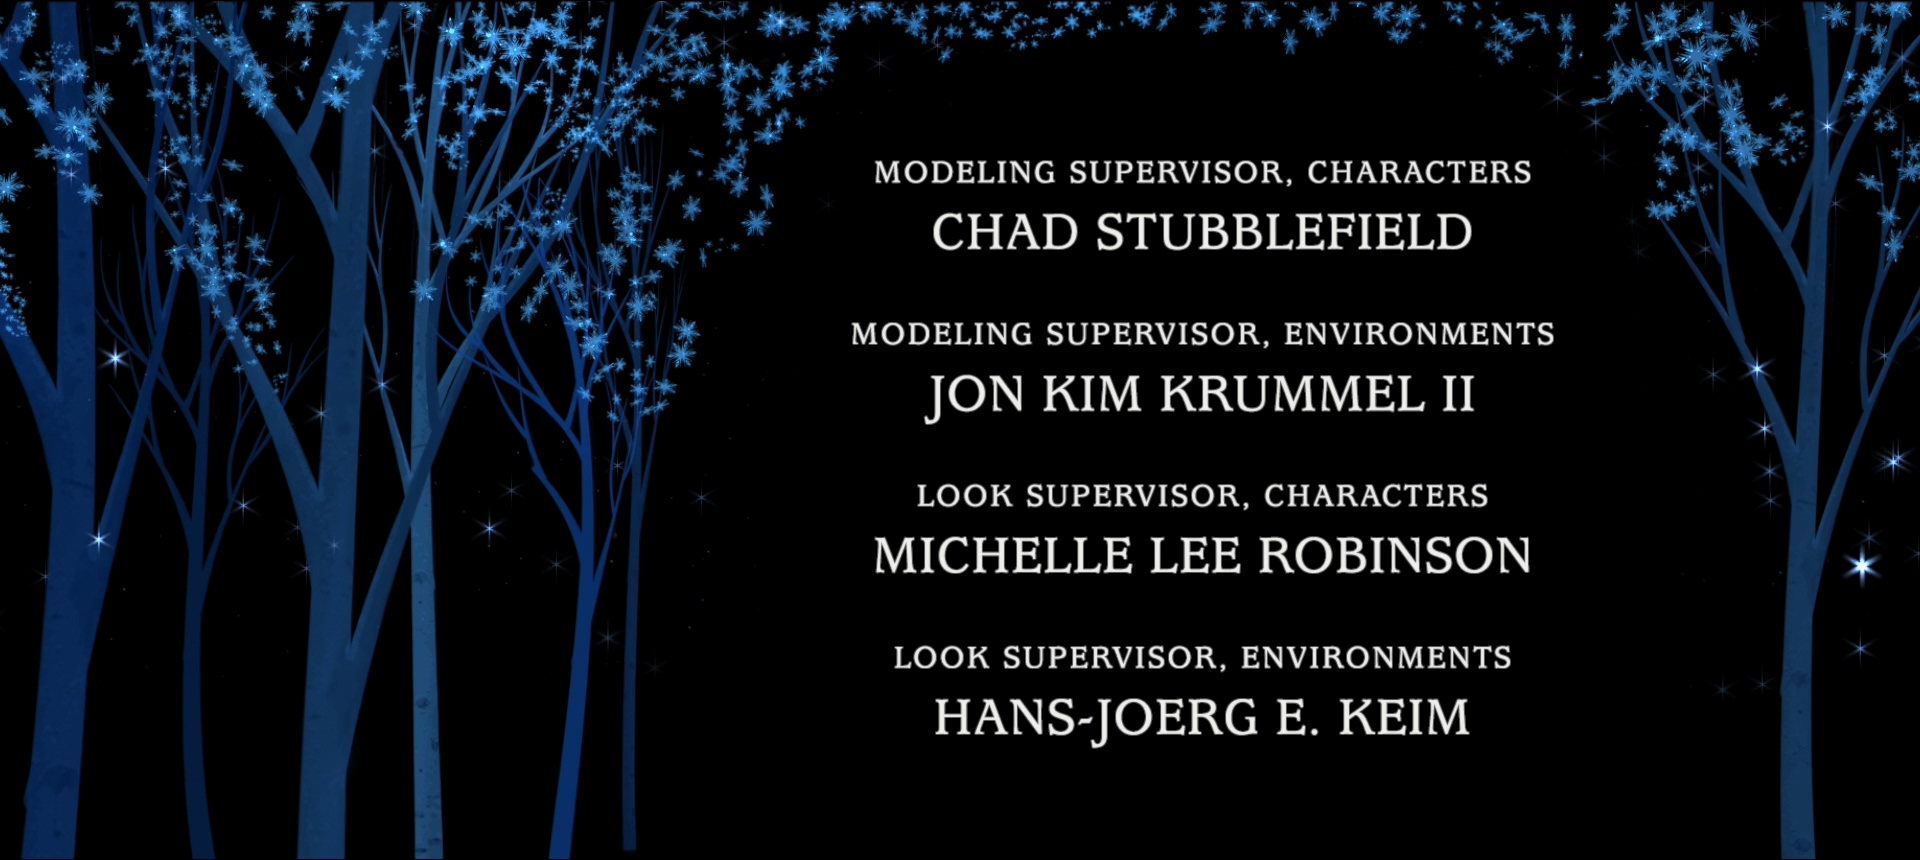 MODELING SUPERVISOR, CHARACTERS
CHAD STUBBLEFIELD
MODELING SUPERVISOR, ENVIRONMENTS
JON KIM KRUMMEL II
LOOK SUPERVISOR, CHARACTERS
MICHELLE LEE ROBINSON
LOOK SUPERVISOR, ENVIRONMENTS
HANS-JOERG E. KEIM